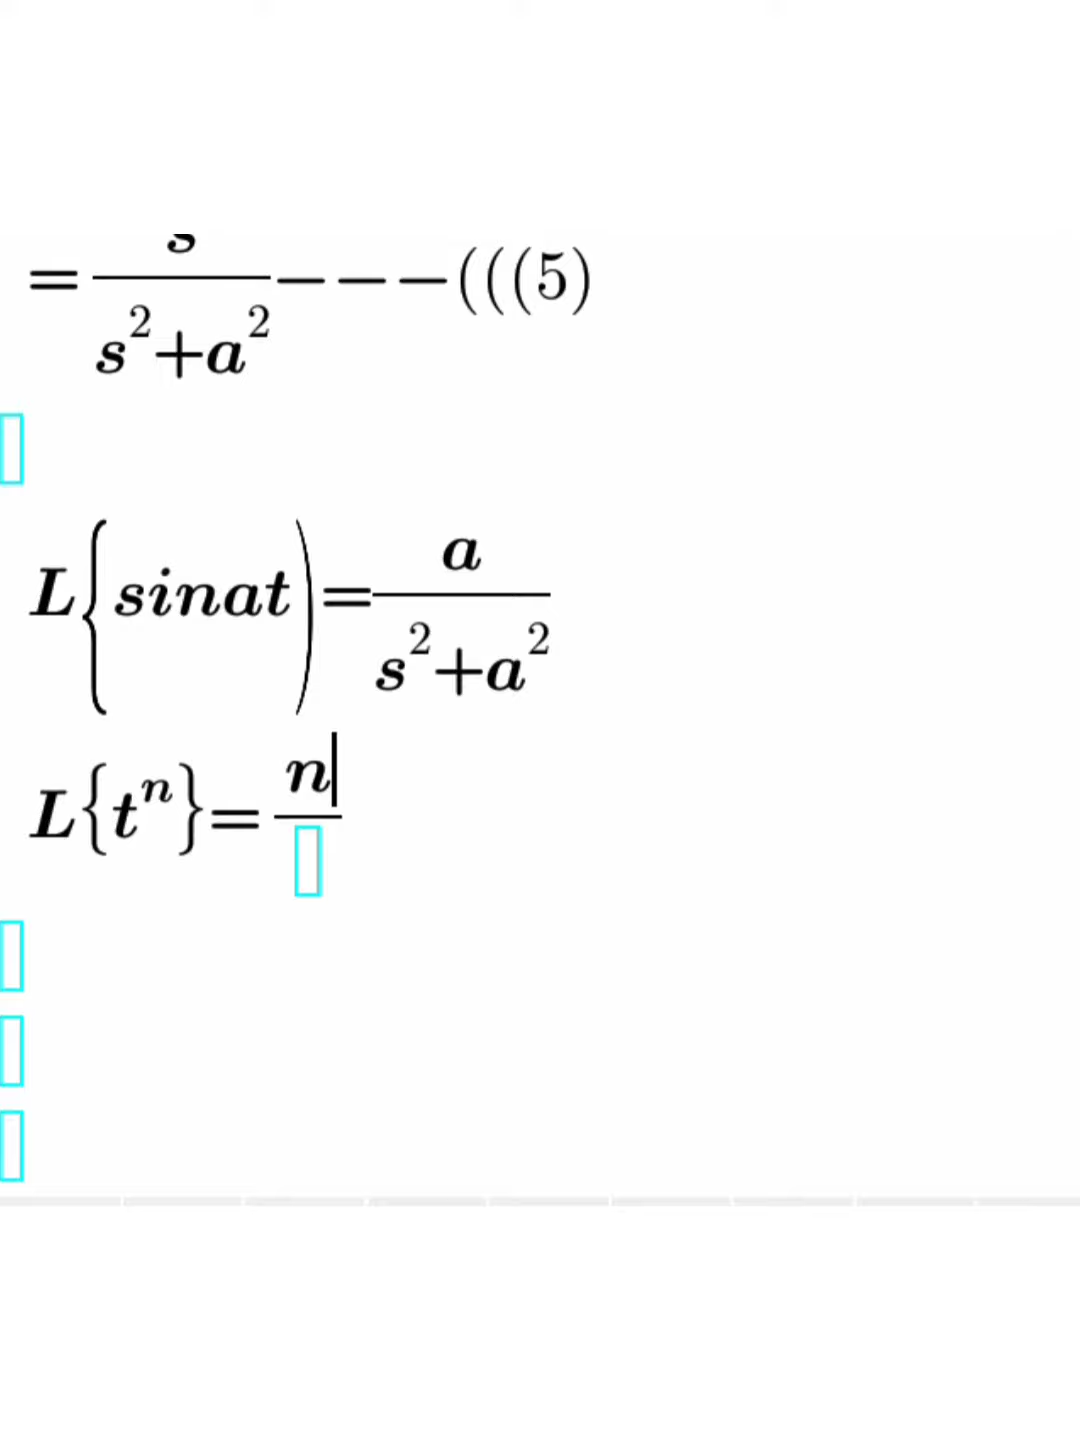 = s/(s²+a²) ---(((5)
L{sinat)= a/(s²+a²)
L{tⁿ}= n/